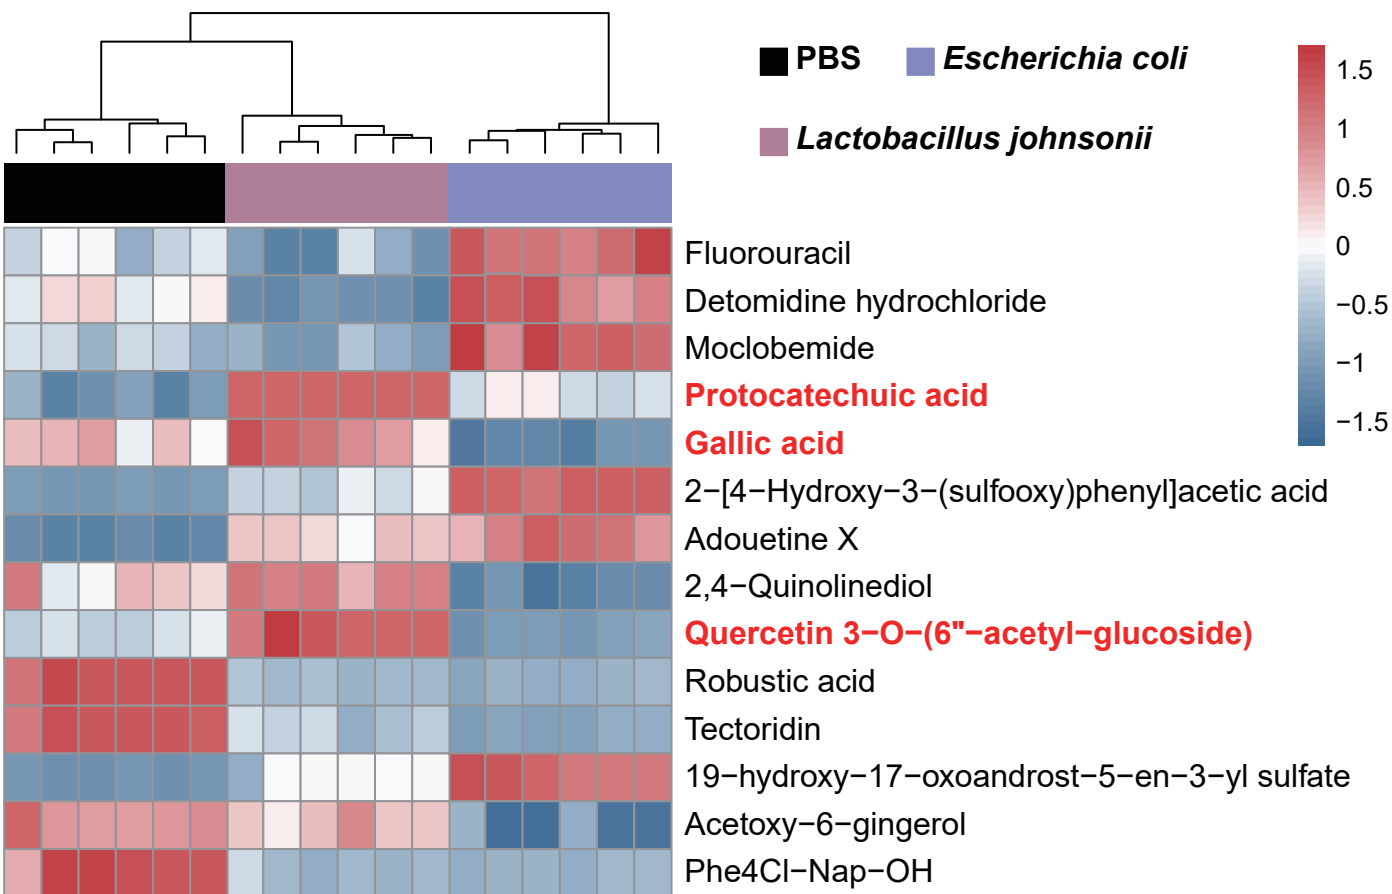 PBS
Escherichia coli
Lactobacillus johnsonii
1.5
1
0.5
0
−0.5
−1
−1.5
Fluorouracil
Detomidine hydrochloride
Moclobemide
Protocatechuic acid
Gallic acid
2−[4−Hydroxy−3−(sulfooxy)phenyl]acetic acid
Adouetine X
2,4−Quinolinediol
Quercetin 3−O−(6"−acetyl−glucoside)
Robustic acid
Tectoridin
19−hydroxy−17−oxoandrost−5−en−3−yl sulfate
Acetoxy−6−gingerol
Phe4Cl−Nap−OH